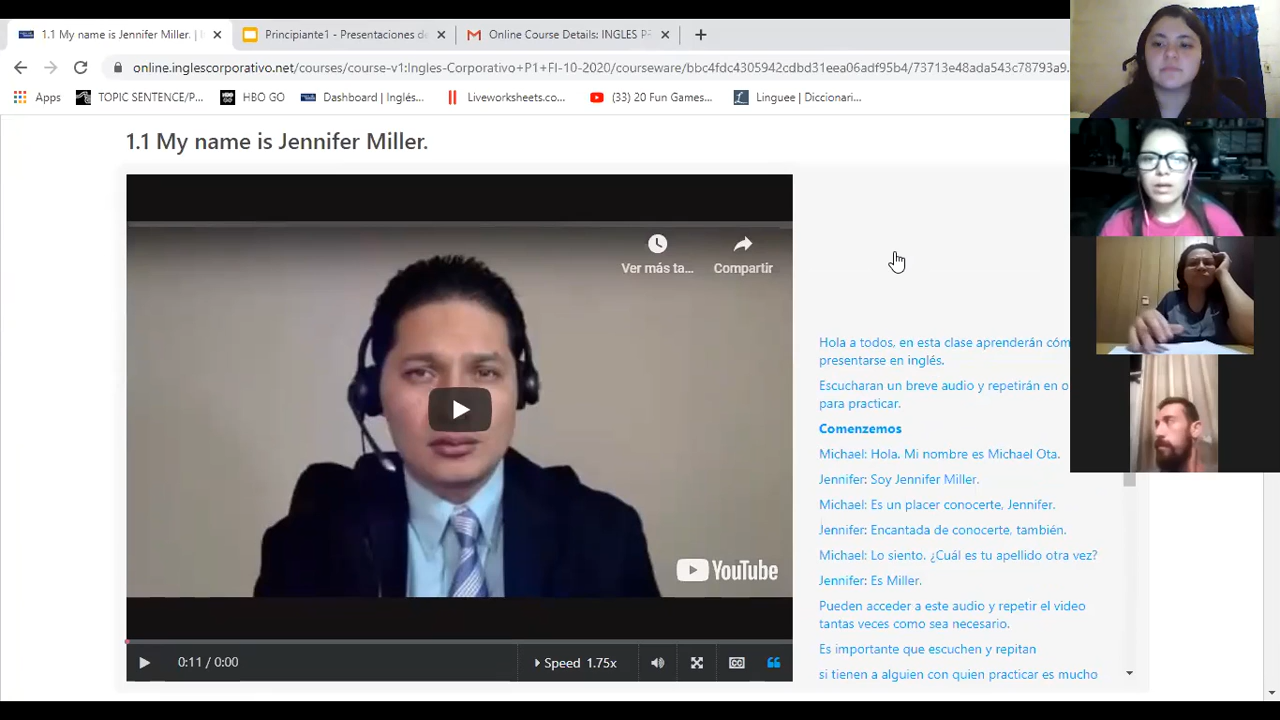 1.1 My name is Jennifer Miller. |
Principiante1 - Presentaciones de
Online Course Details: INGLES P
online.inglescorporativo.net/courses/course-v1:Ingles-Corporativo+P1+FI-10-2020/courseware/bbc4fdc4305942cdbd31eea06adf95b4/73713e48ada543c78793a9.
Apps
TOPIC SENTENCE/P...
HBO GO
Dashboard | Inglés...
Liveworksheets.co...
(33) 20 Fun Games...
Linguee | Diccionari...
1.1 My name is Jennifer Miller.
Ver más ta...
Compartir
YouTube
0:11 / 0:00
Speed 1.75x
Hola a todos, en esta clase aprenderán cóm
presentarse en inglés.
Escucharan un breve audio y repetirán en o
para practicar.
Comenzemos
Michael: Hola. Mi nombre es Michael Ota.
Jennifer: Soy Jennifer Miller.
Michael: Es un placer conocerte, Jennifer.
Jennifer: Encantada de conocerte, también.
Michael: Lo siento. ¿Cuál es tu apellido otra vez?
Jennifer: Es Miller.
Pueden acceder a este audio y repetir el video
tantas veces como sea necesario.
Es importante que escuchen y repitan
si tienen a alguien con quien practicar es mucho